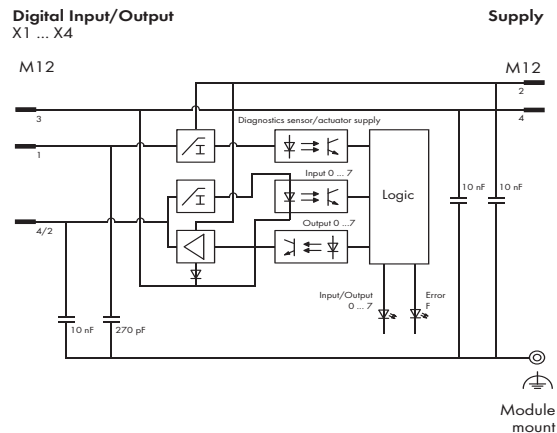 Digital Input/Output
X1 ... X4
Supply
M12
M12
2
3
4
Diagnostics sensor/actuator supply
1
Input 0 ... 7
Logic
10 nF
10 nF
Output 0 ...7
4/2
Input/Output
0 ... 7
Error
F
10 nF
270 pF
Module
mount